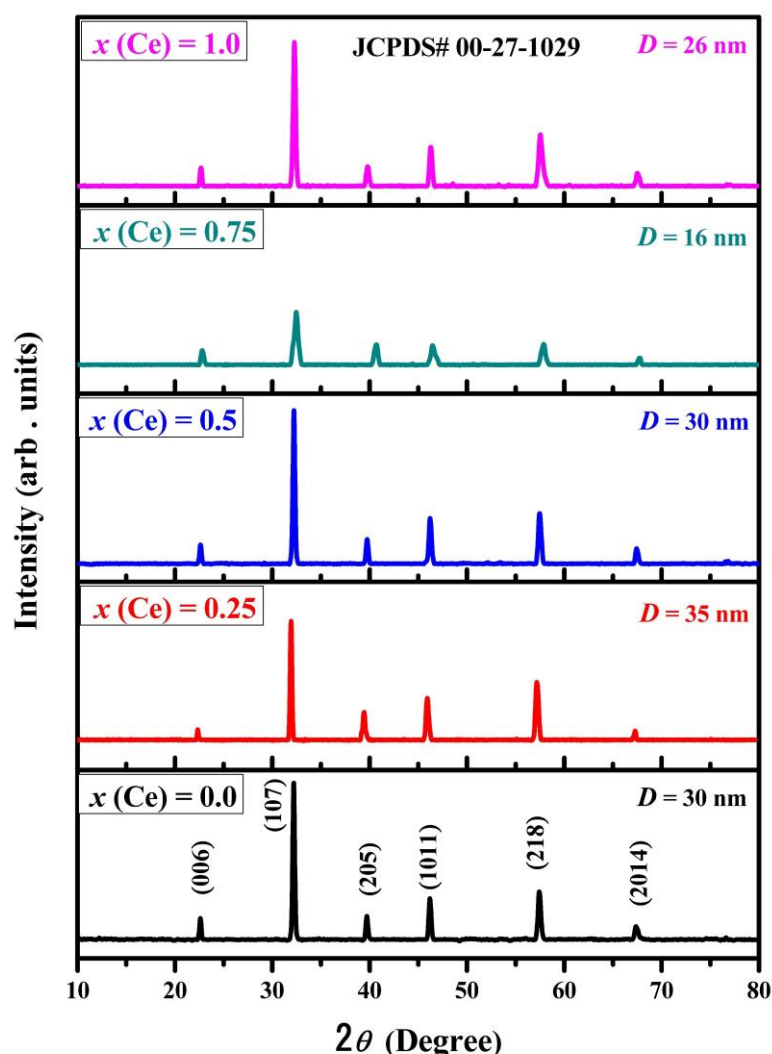 x (Ce) = 1.0
JCPDS# 00-27-1029
D = 26 nm
x (Ce) = 0.75
D = 16 nm
x (Ce) = 0.5
D = 30 nm
x (Ce) = 0.25
D = 35 nm
x (Ce) = 0.0
D = 30 nm
(006)
(107)
(205)
(1011)
(218)
(2014)
Intensity (arb . units)
10 20 30 40 50 60 70 80
2θ (Degree)